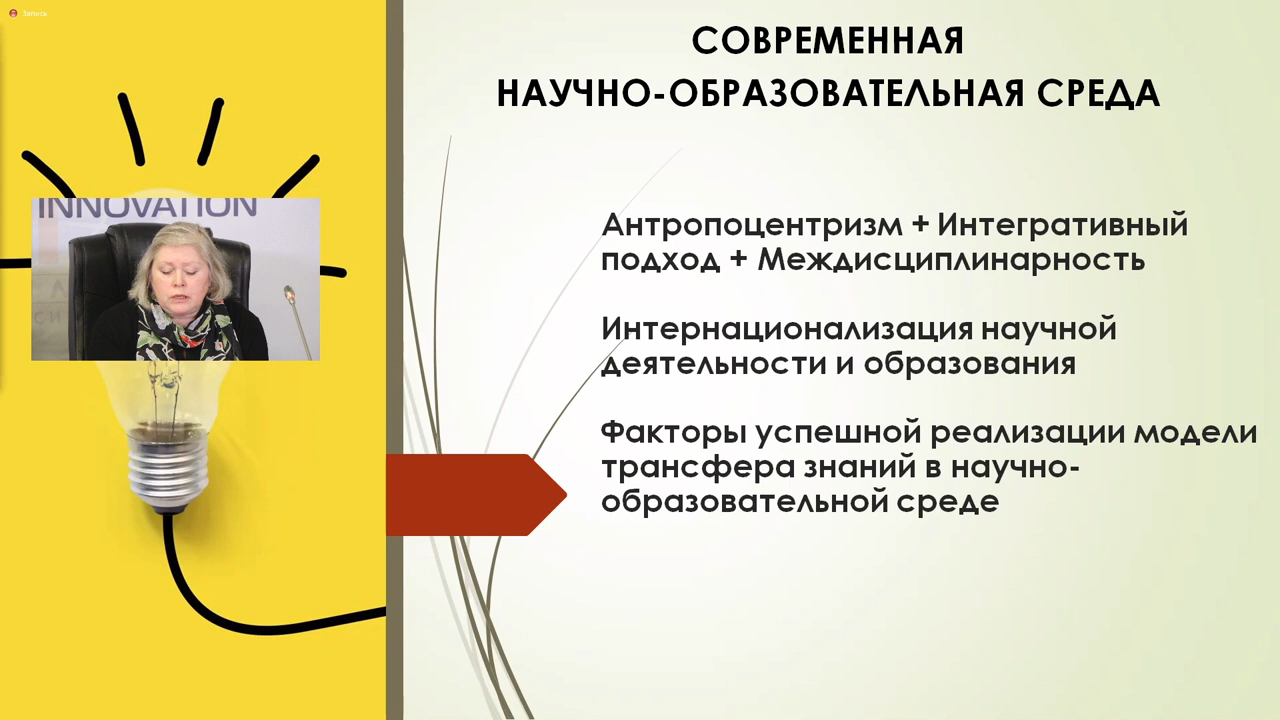 Запись
СОВРЕМЕННАЯ
НАУЧНО-ОБРАЗОВАТЕЛЬНАЯ СРЕДА
INNOVATION
Антропоцентризм + Интегративный
подход + Междисциплинарность
Интернационализация научной
деятельности и образования
Факторы успешной реализации модели
трансфера знаний в научно-
образовательной среде